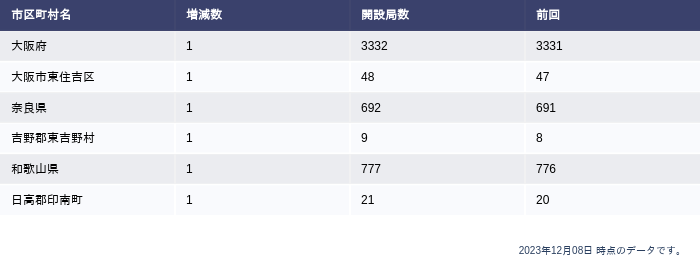 市区町村名 増減数 開設局数 前回
大阪府 1 3332 3331
大阪市東住吉区 1 48 47
奈良県 1 692 691
吉野郡東吉野村 1 9 8
和歌山県 1 777 776
日高郡印南町 1 21 20
2023年12月08日 時点のデータです。